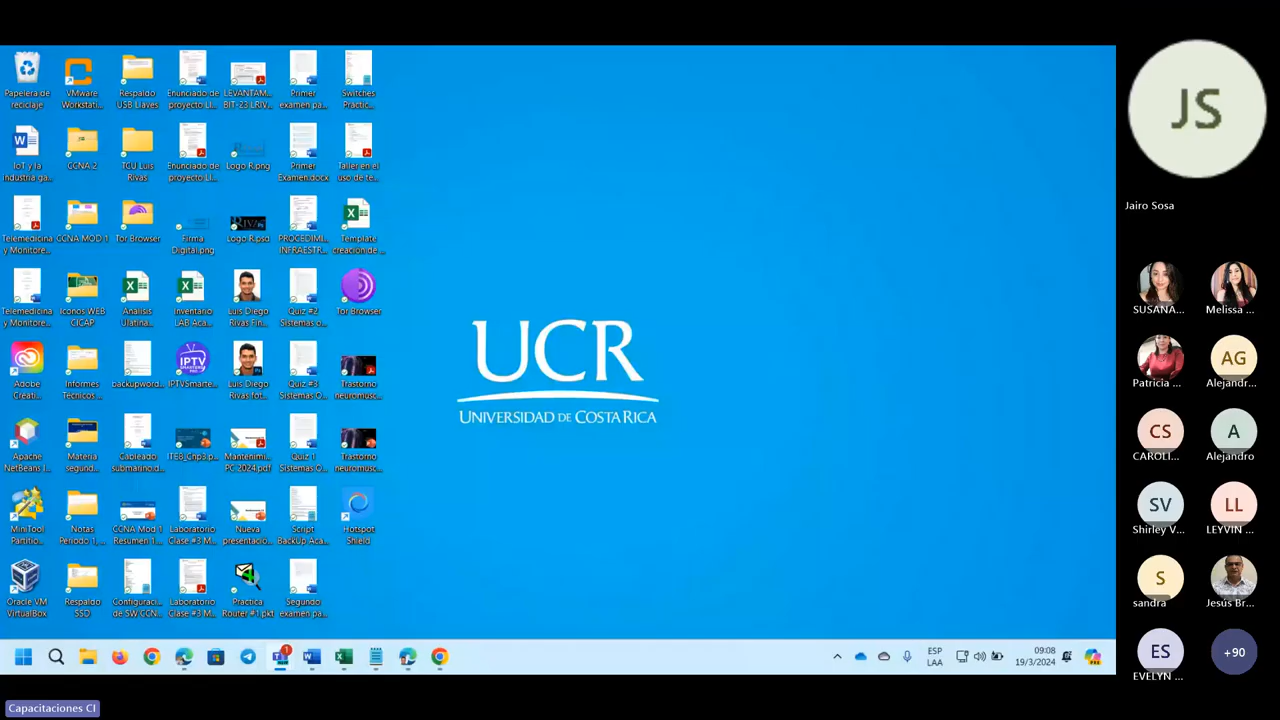 Papelera de
reciclaje
VMware
Workstati...
Respaldo
USB Llaves
Enunciado de
proyecto LI...
LEVANTAM...
BIT-23 LRIV...
Primer
examen pa...
Switches
Practic...
IoT y la
industria ga...
CCNA 2
TCU Luis
Rivas
Enunciado de
proyecto LI...
Logo R.png
Primer
Examen.docx
Taller en el
uso de te...
Telemedicina
y Monitore...
CCNA MOD 1
Tor Browser
Firma
Digital.png
Logo R.psd
PROCEDIMI...
INFRAESTR...
Template
creacion de ...
Telemedicina
y Monitore...
Iconos WEB
CICAP
Analisis
Ulatina...
Inventario
LAB Aca...
Luis Diego
Rivas Fin...
Quiz #2
Sistemas o...
Tor Browser
Adobe
Creati...
Informes
Tecnicos ...
backupword...
IPTV
IPTVSmarte...
Luis Diego
Rivas fot...
Quiz #3
Sistemas O...
Trastorno
neuromusc...
Apache
NetBeans I...
Materia
segund...
Cableado
submarino.d...
ITEB_Cnp3.p...
Mantenimi...
PC 2024.pdf
Quiz 1
Sistemas O...
Trastorno
neuromusc...
MiniTool
Partitio...
Notas
Periodo 1,...
CCNA Mod 1
Resumen 1...
Laboratorio
Clase #3 M...
Nueva
presentació...
Script
BackUp Aca...
Hotspot
Shield
Oracle VM
VirtualBox
Respaldo
SSD
Configuraci...
de SW CCN...
Laboratorio
Clase #3 M...
Practica
Router #1.pkt
Segundo
examen pa...
UCR
UNIVERSIDAD DE COSTA RICA
1
ESP
LAA
09:08
19/3/2024
PRE
JS
Jairo Sosa
SUSANA...
Melissa ...
Patricia ...
AG
Alejandr...
CS
CAROLI...
A
Alejandro
SV
Shirley V...
LL
LEYVIN ...
S
sandra
Jesús Br...
ES
EVELYN ...
+90
Capacitaciones CI